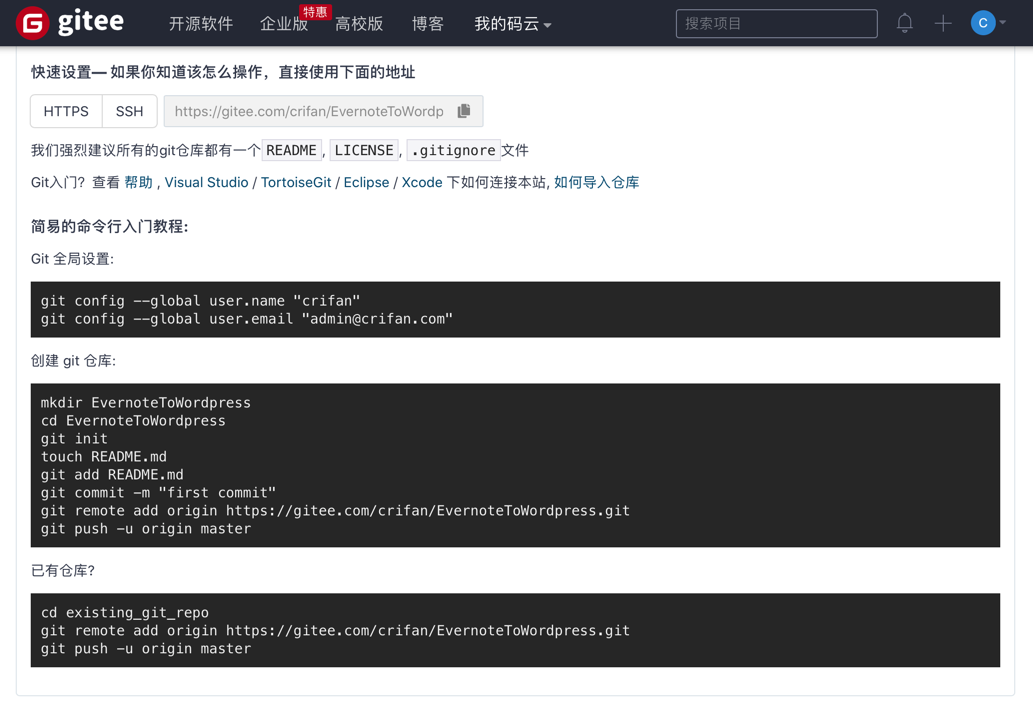 gitee 开源软件 企业版 特惠 高校版 博客 我的码云 搜索项目 C
快速设置— 如果你知道该怎么操作，直接使用下面的地址
HTTPS SSH https://gitee.com/crifan/EvernoteToWordp
我们强烈建议所有的git仓库都有一个 README, LICENSE, .gitignore 文件
Git入门？查看 帮助 , Visual Studio / TortoiseGit / Eclipse / Xcode 下如何连接本站, 如何导入仓库
简易的命令行入门教程:
Git 全局设置:
git config --global user.name "crifan"
git config --global user.email "admin@crifan.com"
创建 git 仓库:
mkdir EvernoteToWordpress
cd EvernoteToWordpress
git init
touch README.md
git add README.md
git commit -m "first commit"
git remote add origin https://gitee.com/crifan/EvernoteToWordpress.git
git push -u origin master
已有仓库?
cd existing_git_repo
git remote add origin https://gitee.com/crifan/EvernoteToWordpress.git
git push -u origin master